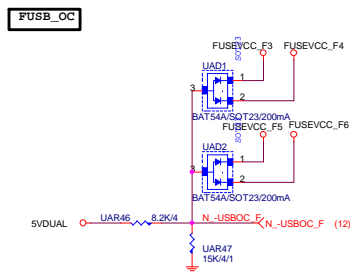 FUSB_OC
FUSEVCC_F3 FUSEVCC_F4
SOT23
UAD1
1
3
2
BAT54A/SOT23/200mA
SOT23
FUSEVCC_F5 FUSEVCC_F6
UAD2
1
3
2
BAT54A/SOT23/200mA
5VDUAL UAR46 8.2K/4 N_-USBOC_F N_-USBOC_F (12)
UAR47
15K/4/1